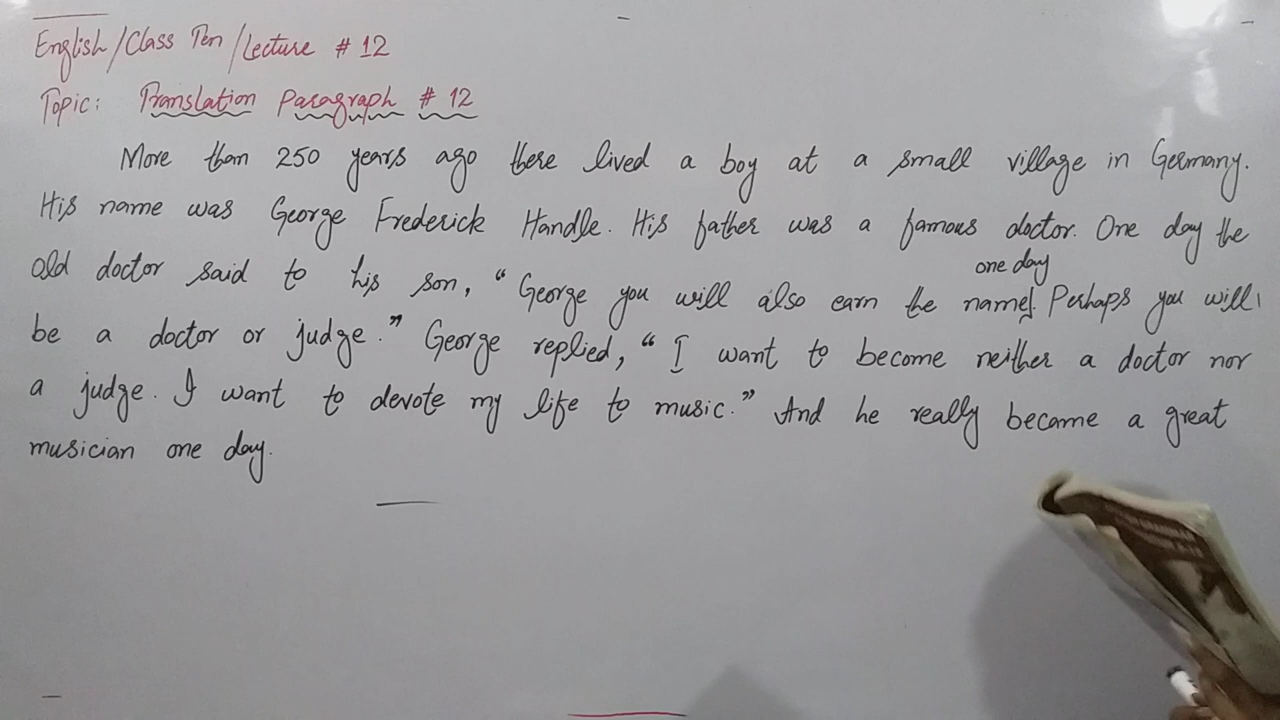 English/Class Ten/Lecture # 12
Topic: Translation Paragraph # 12
More than 250 years ago there lived a boy at a small village in Germany.
His name was George Frederick Handle. His father was a famous doctor. One day the
one day
old doctor said to his son, "George you will also earn the name. Perhaps you will
be a doctor or judge." George replied, "I want to become neither a doctor nor
a judge. I want to devote my life to music." And he really became a great
musician one day.